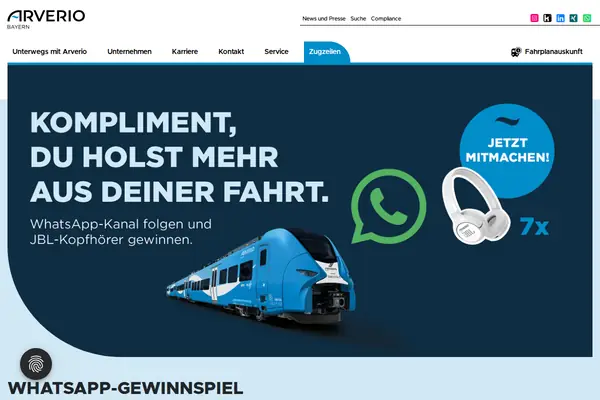 ARVERIO
BAYERN
News und Presse Suche Compliance
Unterwegs mit Arverio Unternehmen Karriere Kontakt Service Zugzeilen Fahrplanauskunft
KOMPLIMENT,
DU HOLST MEHR
AUS DEINER FAHRT.
WhatsApp-Kanal folgen und
JBL-Kopfhörer gewinnen.
JETZT
MITMACHEN!
7x
WHATSAPP-GEWINNSPIEL